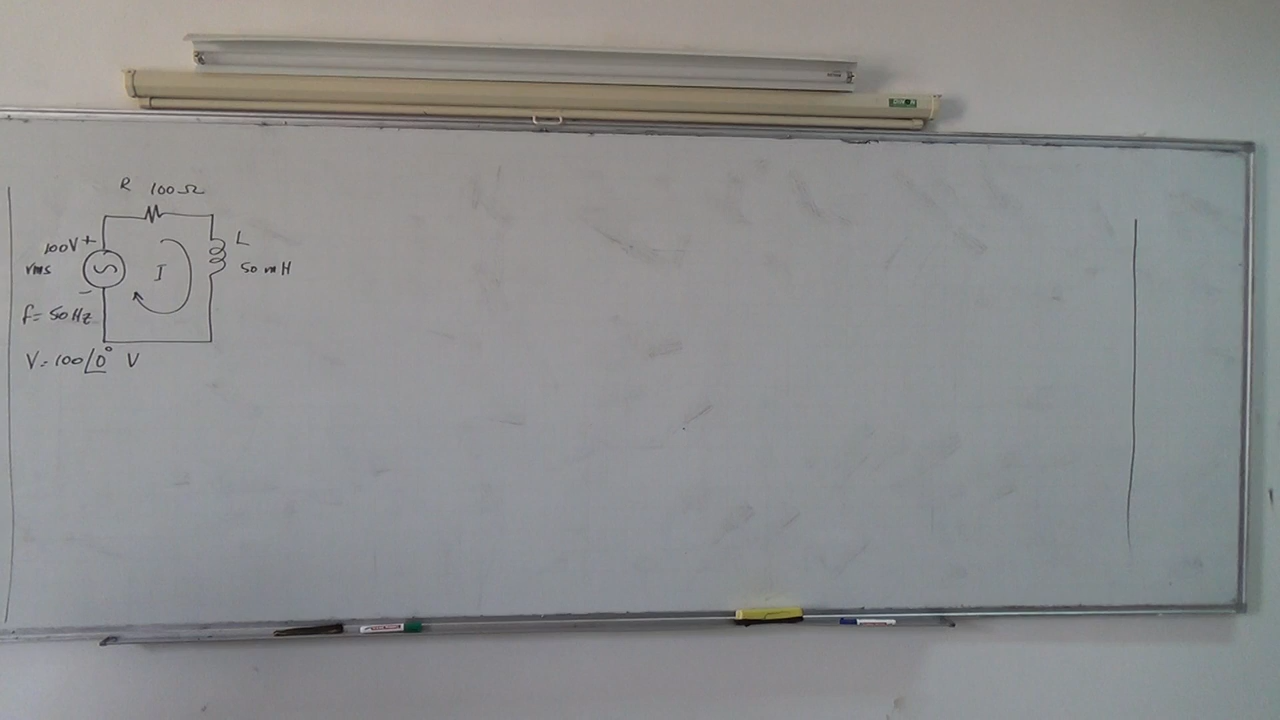 R 100Ω
100V +
rms
I
L
50 mH
-
f = 50 Hz
V = 100∠0° V